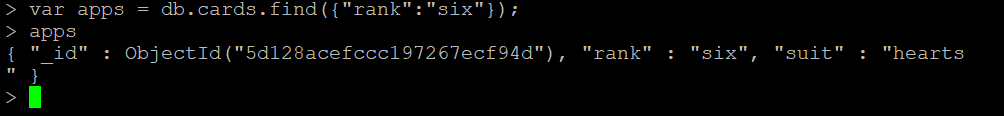 > var apps = db.cards.find({"rank":"six"});
> apps
{ "_id" : ObjectId("5d128acefccc197267ecf94d"), "rank" : "six", "suit" : "hearts
" }
>